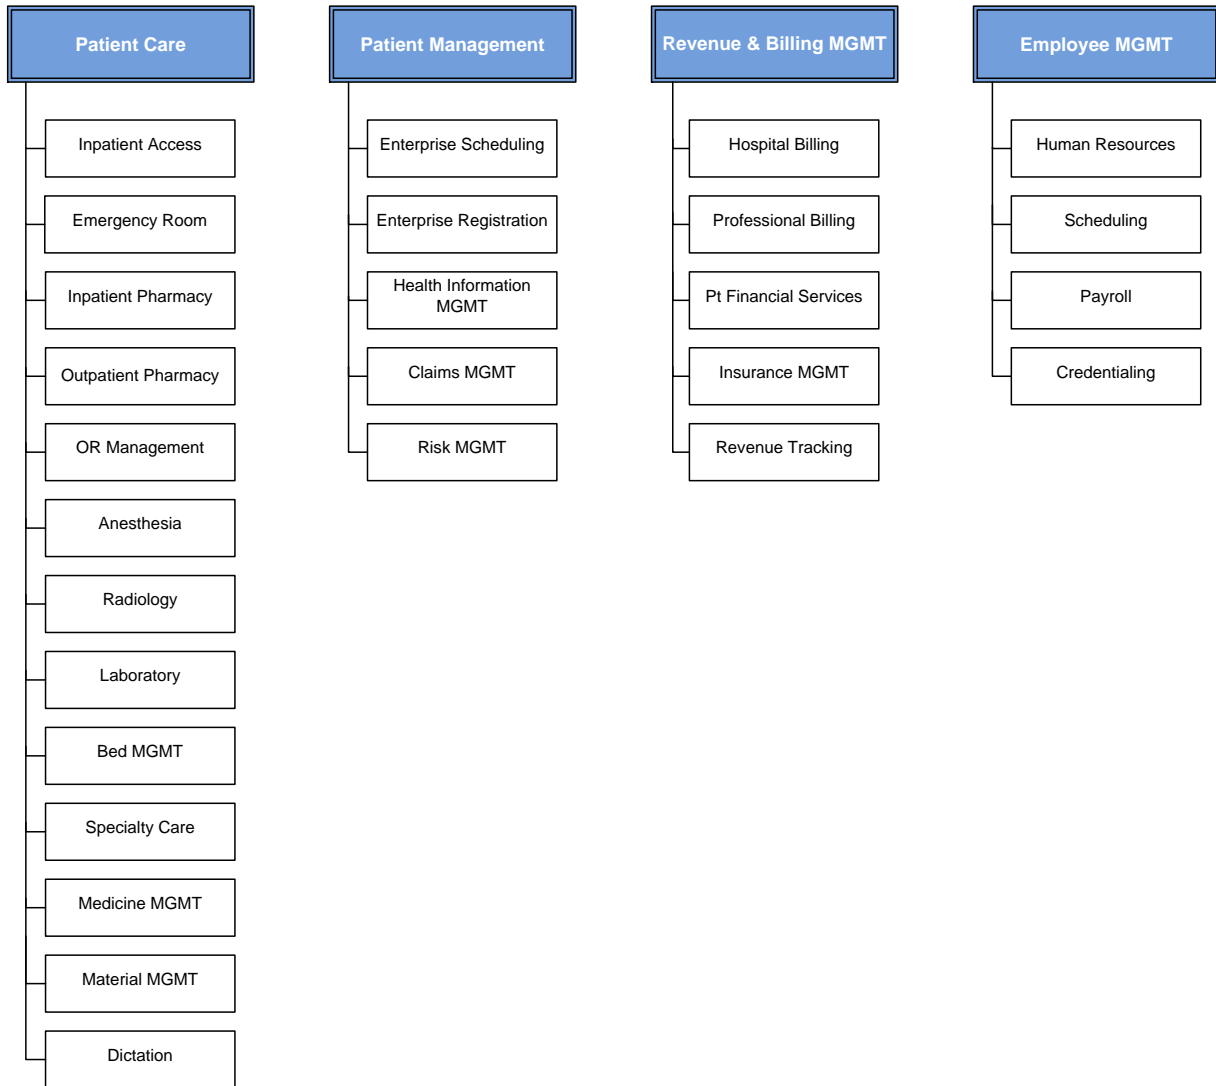 Patient Care
Inpatient Access
Emergency Room
Inpatient Pharmacy
Outpatient Pharmacy
OR Management
Anesthesia
Radiology
Laboratory
Bed MGMT
Specialty Care
Medicine MGMT
Material MGMT
Dictation
Patient Management
Enterprise Scheduling
Enterprise Registration
Health Information
MGMT
Claims MGMT
Risk MGMT
Revenue & Billing MGMT
Hospital Billing
Professional Billing
Pt Financial Services
Insurance MGMT
Revenue Tracking
Employee MGMT
Human Resources
Scheduling
Payroll
Credentialing